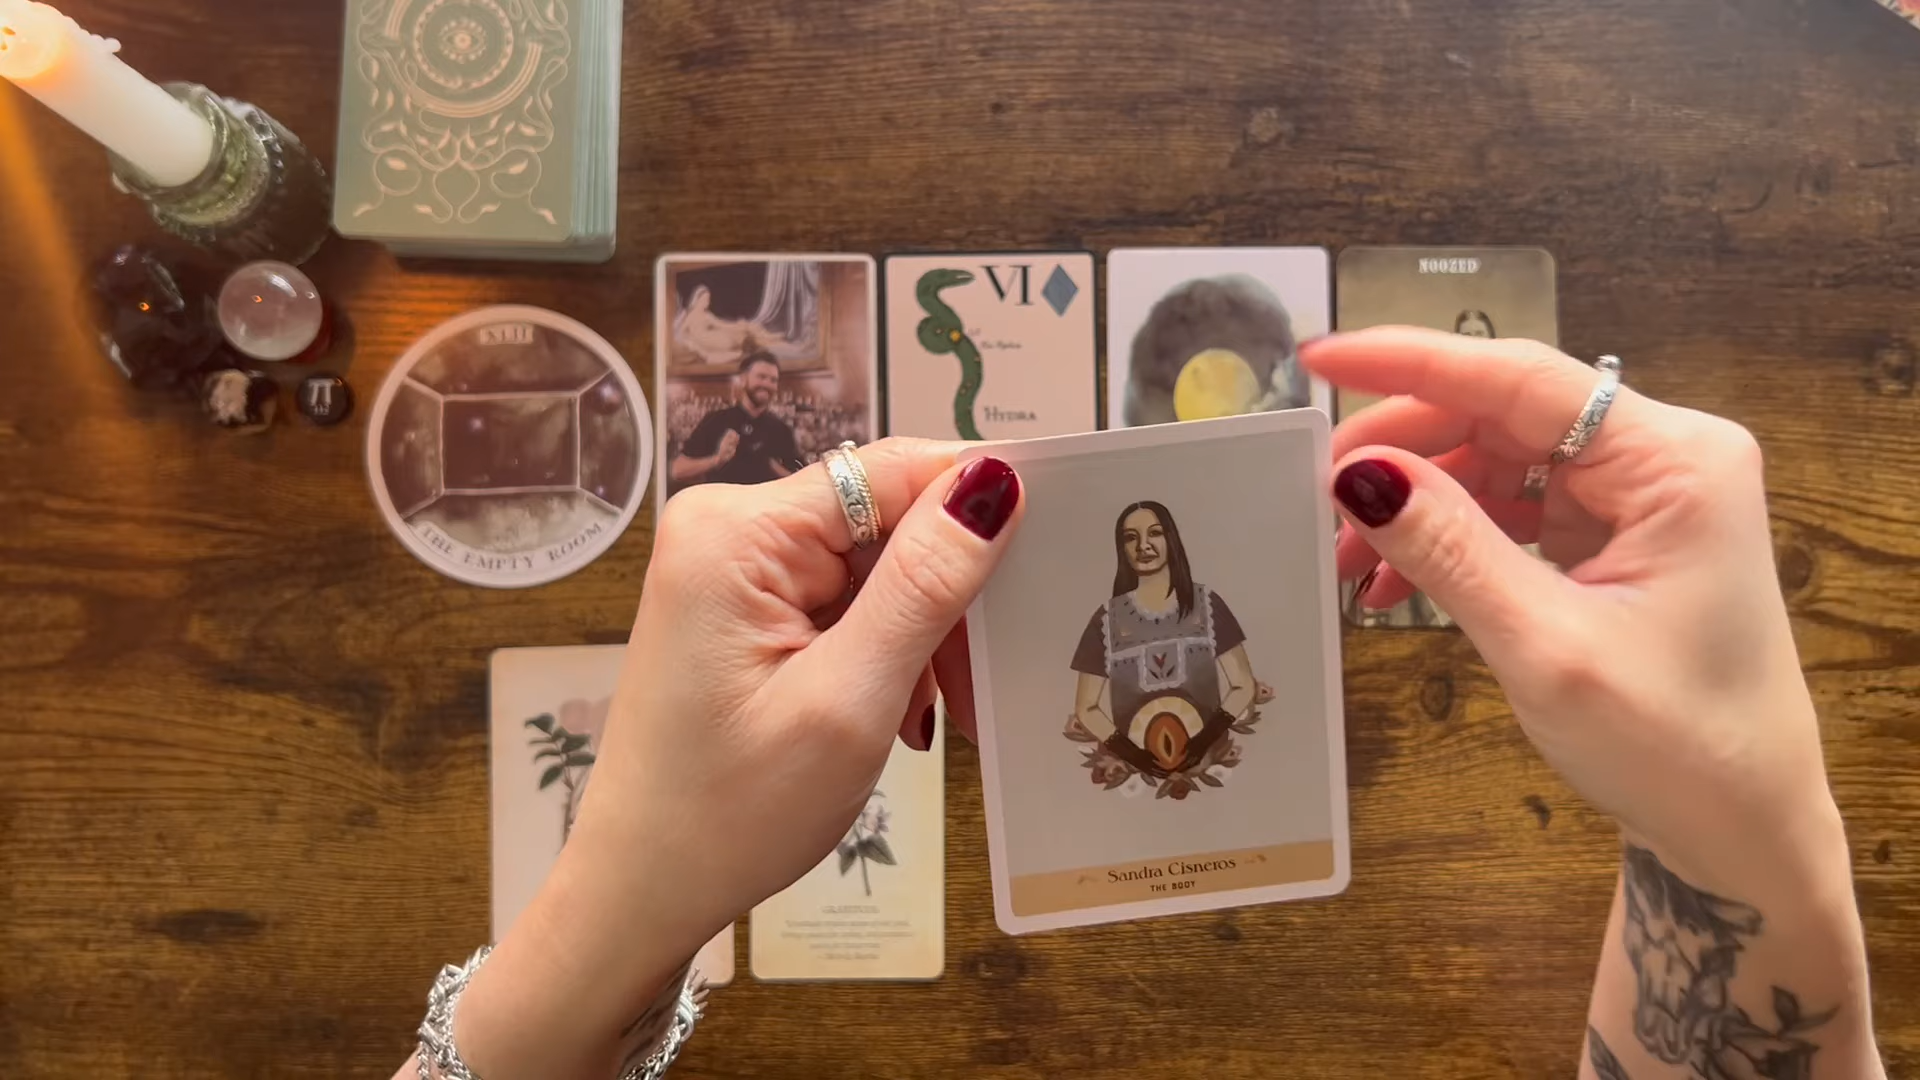 NOOZED
VI
HYDRA
XLII
THE EMPTY ROOM
GRATITUDE
Sandra Cisneros
THE BODY